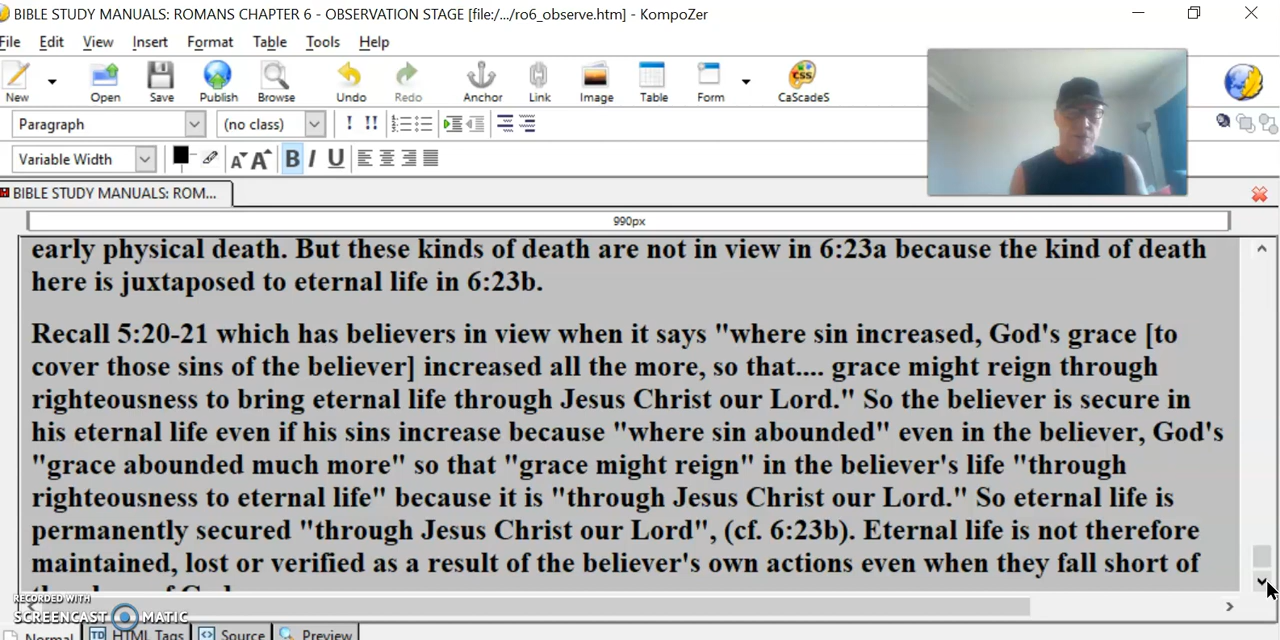 BIBLE STUDY MANUALS: ROMANS CHAPTER 6 - OBSERVATION STAGE [file:/.../ro6_observe.htm] - KompoZer
File Edit View Insert Format Table Tools Help
New Open Save Publish Browse Undo Redo Anchor Link Image Table Form CaScadeS
Paragraph (no class) ! !!
Variable Width A A B I U
BIBLE STUDY MANUALS: ROM...
990px
early physical death. But these kinds of death are not in view in 6:23a because the kind of death
here is juxtaposed to eternal life in 6:23b.
Recall 5:20-21 which has believers in view when it says "where sin increased, God's grace [to
cover those sins of the believer] increased all the more, so that.... grace might reign through
righteousness to bring eternal life through Jesus Christ our Lord." So the believer is secure in
his eternal life even if his sins increase because "where sin abounded" even in the believer, God's
"grace abounded much more" so that "grace might reign" in the believer's life "through
righteousness to eternal life" because it is "through Jesus Christ our Lord." So eternal life is
permanently secured "through Jesus Christ our Lord", (cf. 6:23b). Eternal life is not therefore
maintained, lost or verified as a result of the believer's own actions even when they fall short of
RECORDED WITH
SCREENCAST MATIC
Normal TD HTML Tags <> Source Preview